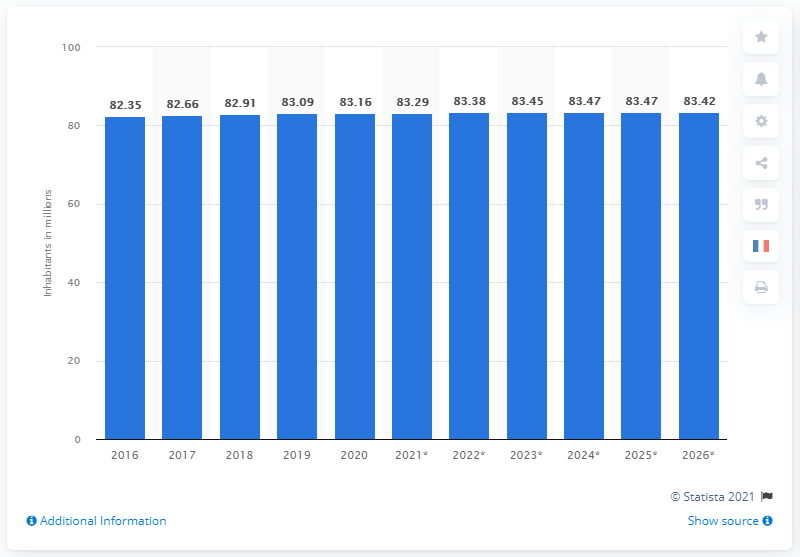 100
80
60
40
20
0
Inhabitants in millions
82.35 82.66 82.91 83.09 83.16 83.29 83.38 83.45 83.47 83.47 83.42
2016 2017 2018 2019 2020 2021* 2022* 2023* 2024* 2025* 2026*
© Statista 2021
Additional Information
Show source